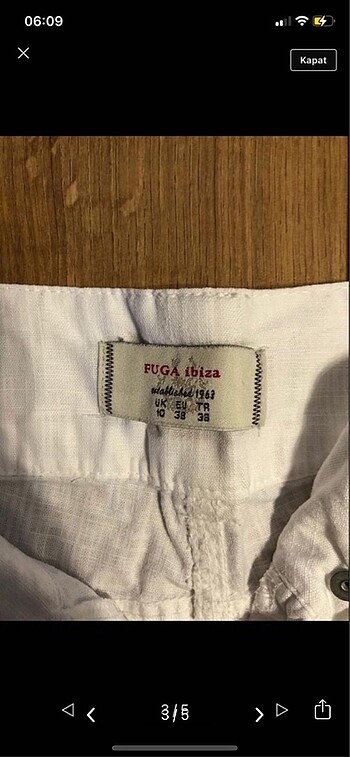 06:09
Kapat
FUGA ibiza
established 1963
UK EU TR
10 38 38
3/5